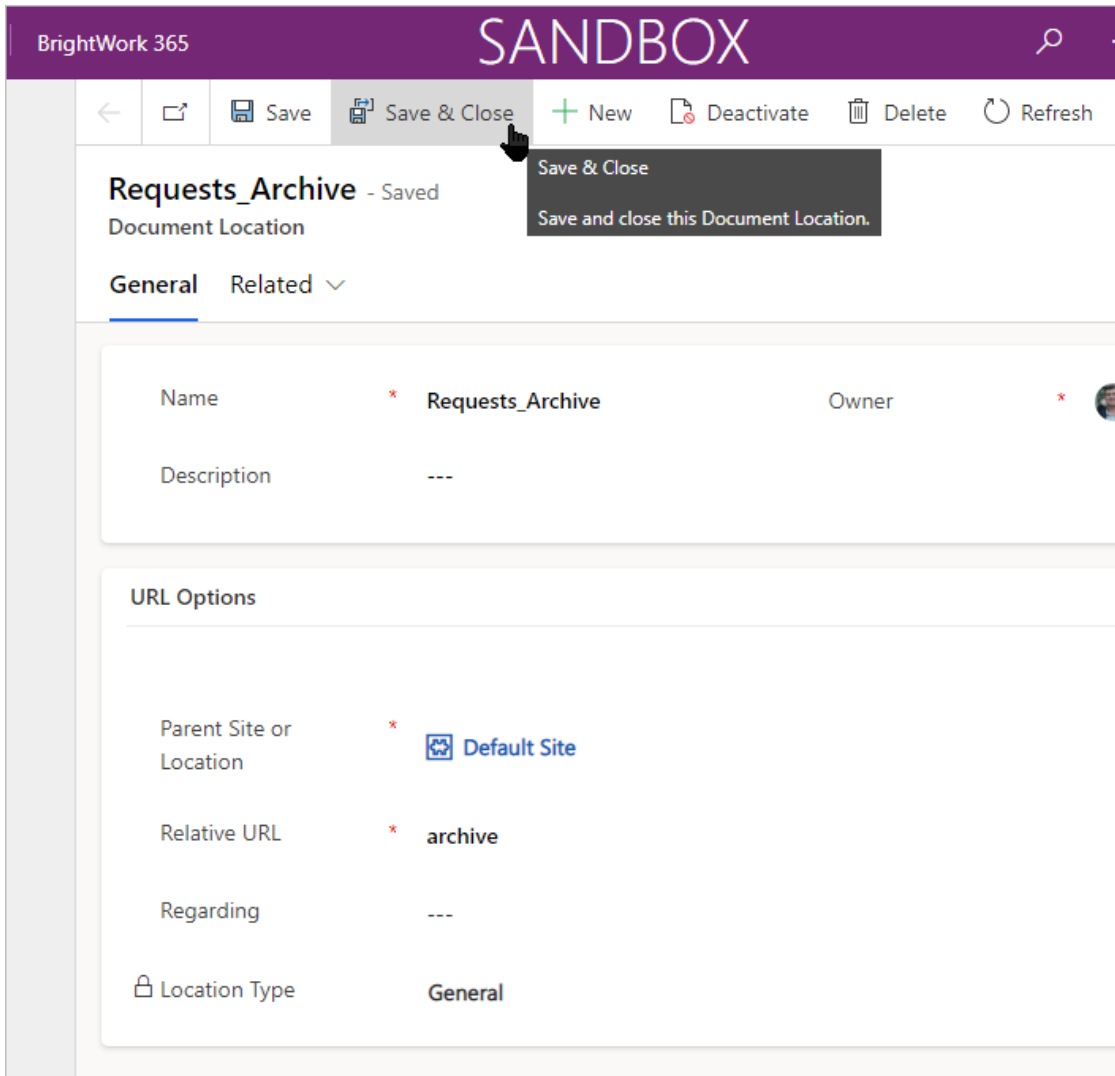 BrightWork 365 SANDBOX
Save Save & Close New Deactivate Delete Refresh
Save & Close
Requests_Archive - Saved
Save and close this Document Location.
Document Location
General Related
Name * Requests_Archive Owner *
Description ---
URL Options
Parent Site or * Default Site
Location
Relative URL * archive
Regarding ---
Location Type General